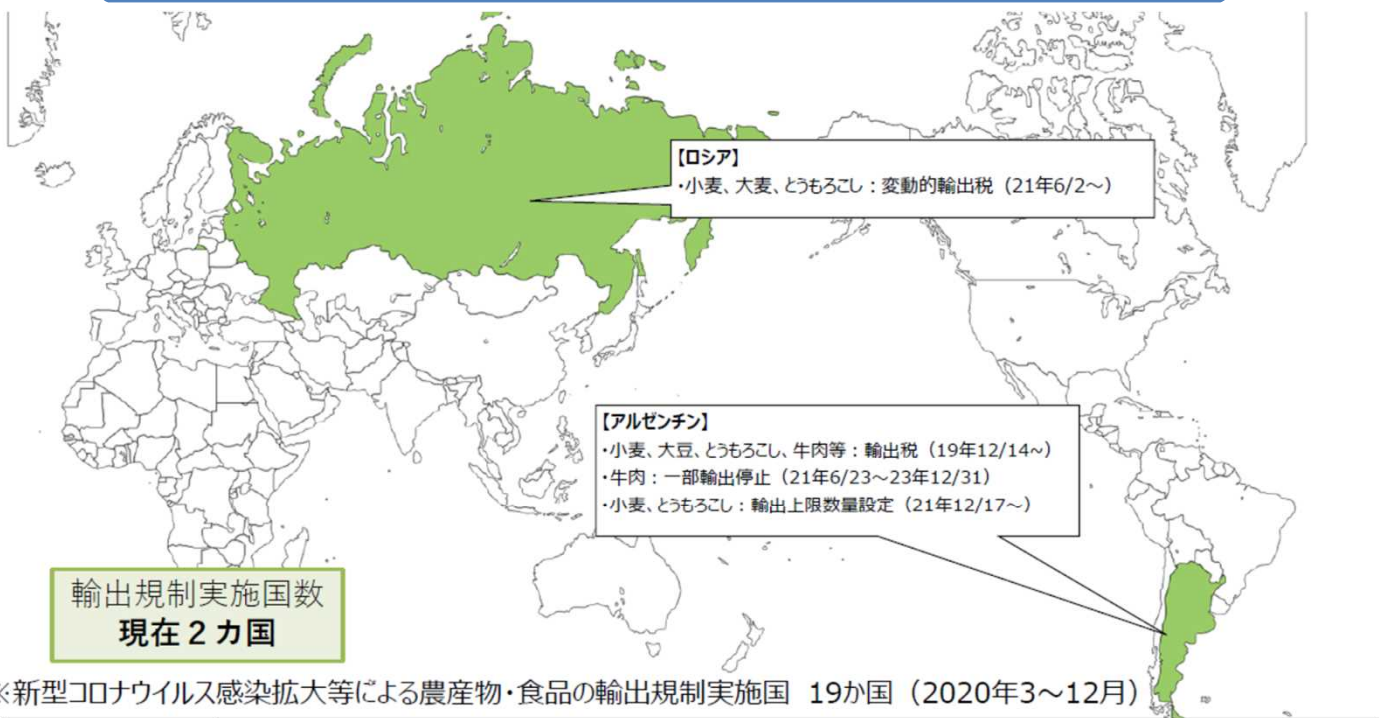 【ロシア】
・小麦、大麦、とうもろこし：変動的輸出税（21年6/2～）
【アルゼンチン】
・小麦、大豆、とうもろこし、牛肉等：輸出税（19年12/14~）
・牛肉：一部輸出停止（21年6/23～23年12/31）
・小麦、とうもろこし：輸出上限数量設定（21年12/17～）
輸出規制実施国数
現在２カ国
※新型コロナウイルス感染拡大等による農産物・食品の輸出規制実施国 19か国（2020年3～12月）